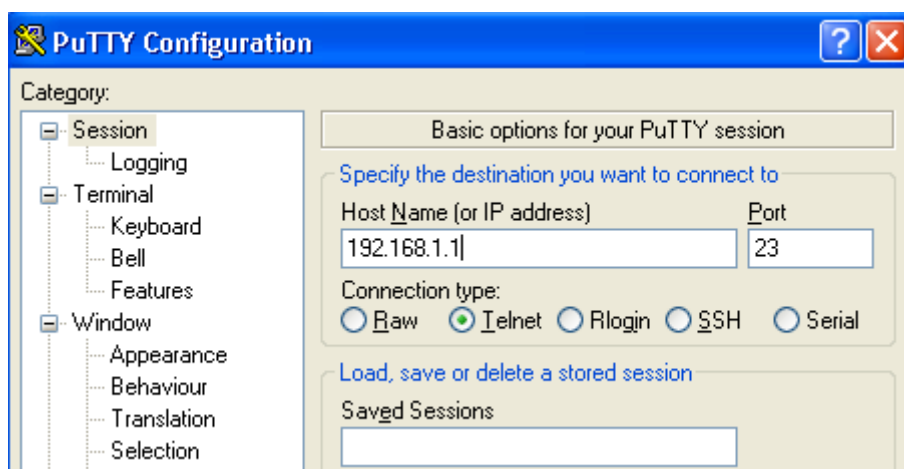 PuTTY Configuration
Category:
Session
Logging
Terminal
Keyboard
Bell
Features
Window
Appearance
Behaviour
Translation
Selection
Basic options for your PuTTY session
Specify the destination you want to connect to
Host Name (or IP address) Port
192.168.1.1 23
Connection type:
Raw Telnet Rlogin SSH Serial
Load, save or delete a stored session
Saved Sessions